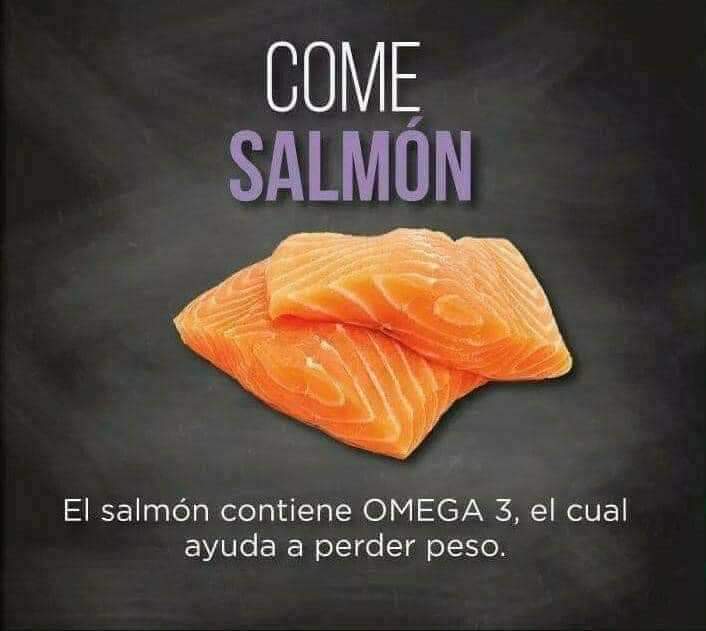 COME
SALMÓN
El salmón contiene OMEGA 3, el cual
ayuda a perder peso.